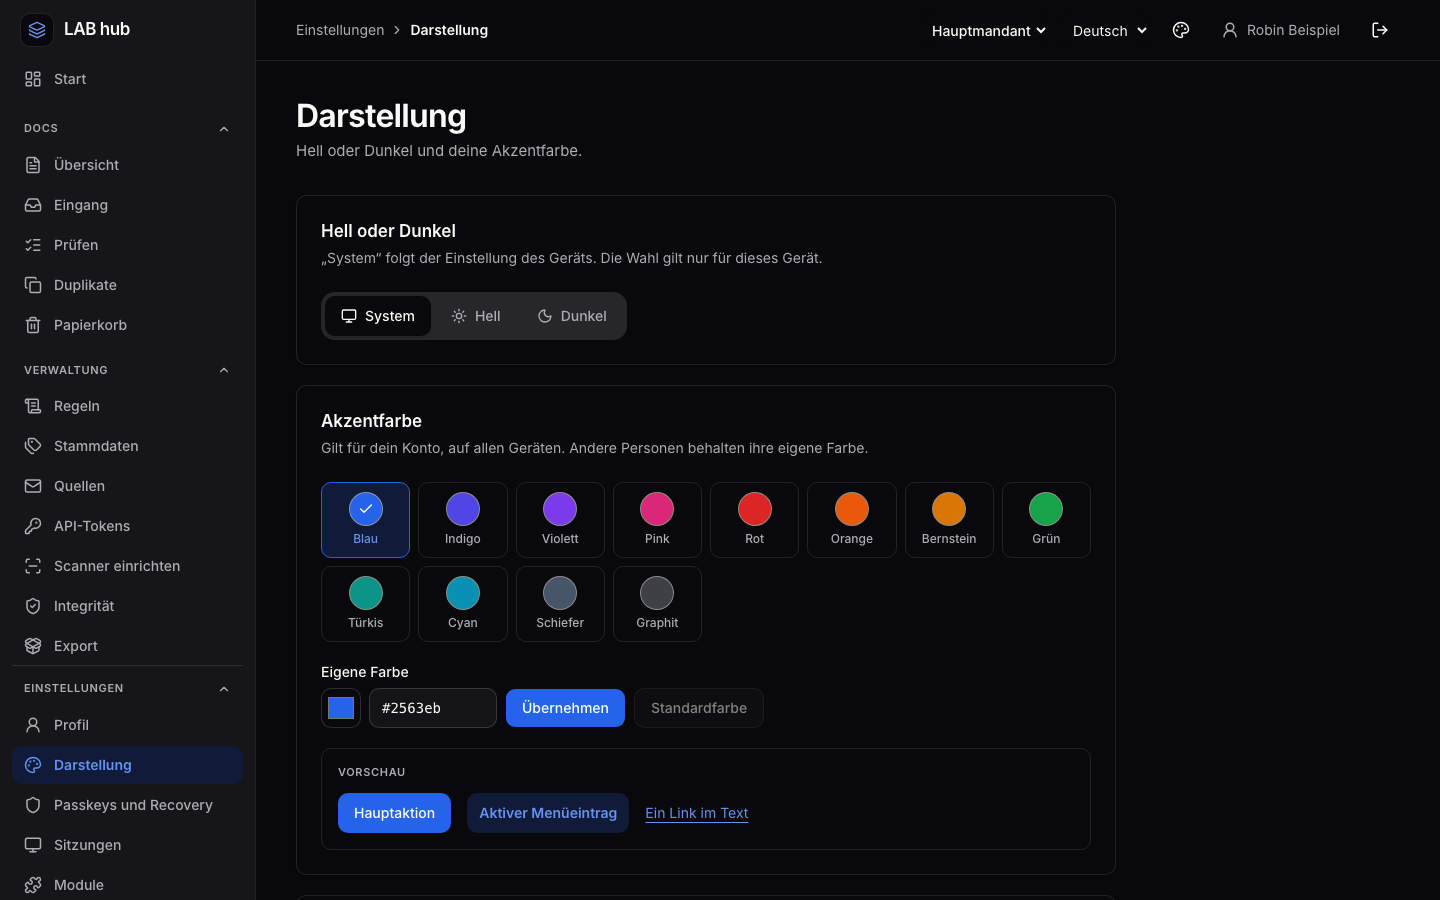 LAB hub
Start
DOCS
Übersicht
Eingang
Prüfen
Duplikate
Papierkorb
VERWALTUNG
Regeln
Stammdaten
Quellen
API-Tokens
Scanner einrichten
Integrität
Export
EINSTELLUNGEN
Profil
Darstellung
Passkeys und Recovery
Sitzungen
Module
Einstellungen > Darstellung
Hauptmandant
Deutsch
Robin Beispiel
Darstellung
Hell oder Dunkel und deine Akzentfarbe.
Hell oder Dunkel
„System“ folgt der Einstellung des Geräts. Die Wahl gilt nur für dieses Gerät.
System Hell Dunkel
Akzentfarbe
Gilt für dein Konto, auf allen Geräten. Andere Personen behalten ihre eigene Farbe.
Blau Indigo Violett Pink Rot Orange Bernstein Grün
Türkis Cyan Schiefer Graphit
Eigene Farbe
#2563eb Übernehmen Standardfarbe
VORSCHAU
Hauptaktion Aktiver Menüeintrag Ein Link im Text